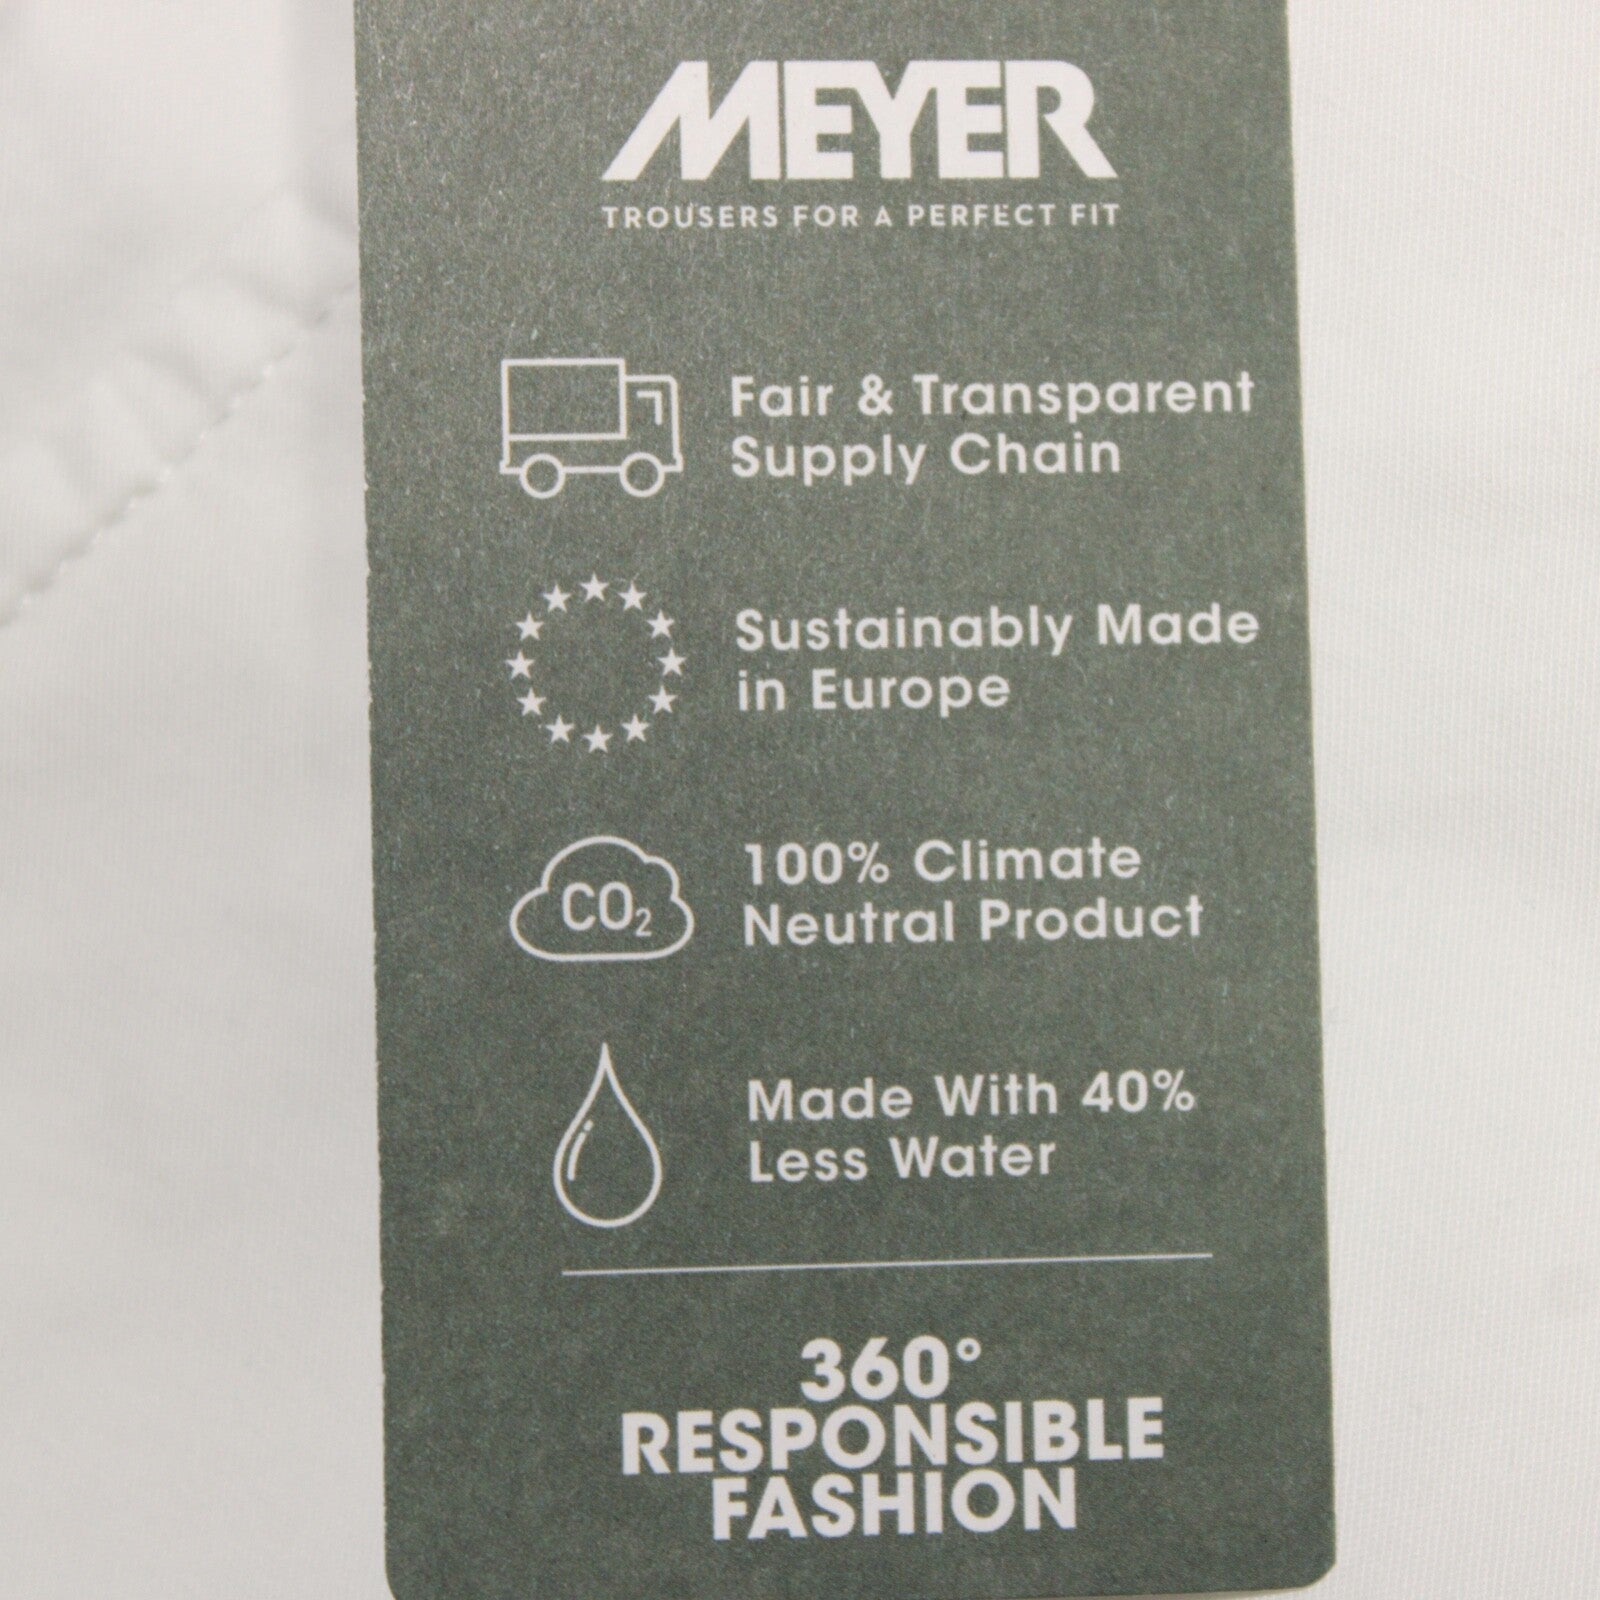 MEYER
TROUSERS FOR A PERFECT FIT
Fair & Transparent
Supply Chain
Sustainably Made
in Europe
CO₂
100% Climate
Neutral Product
Made With 40%
Less Water
360°
RESPONSIBLE
FASHION